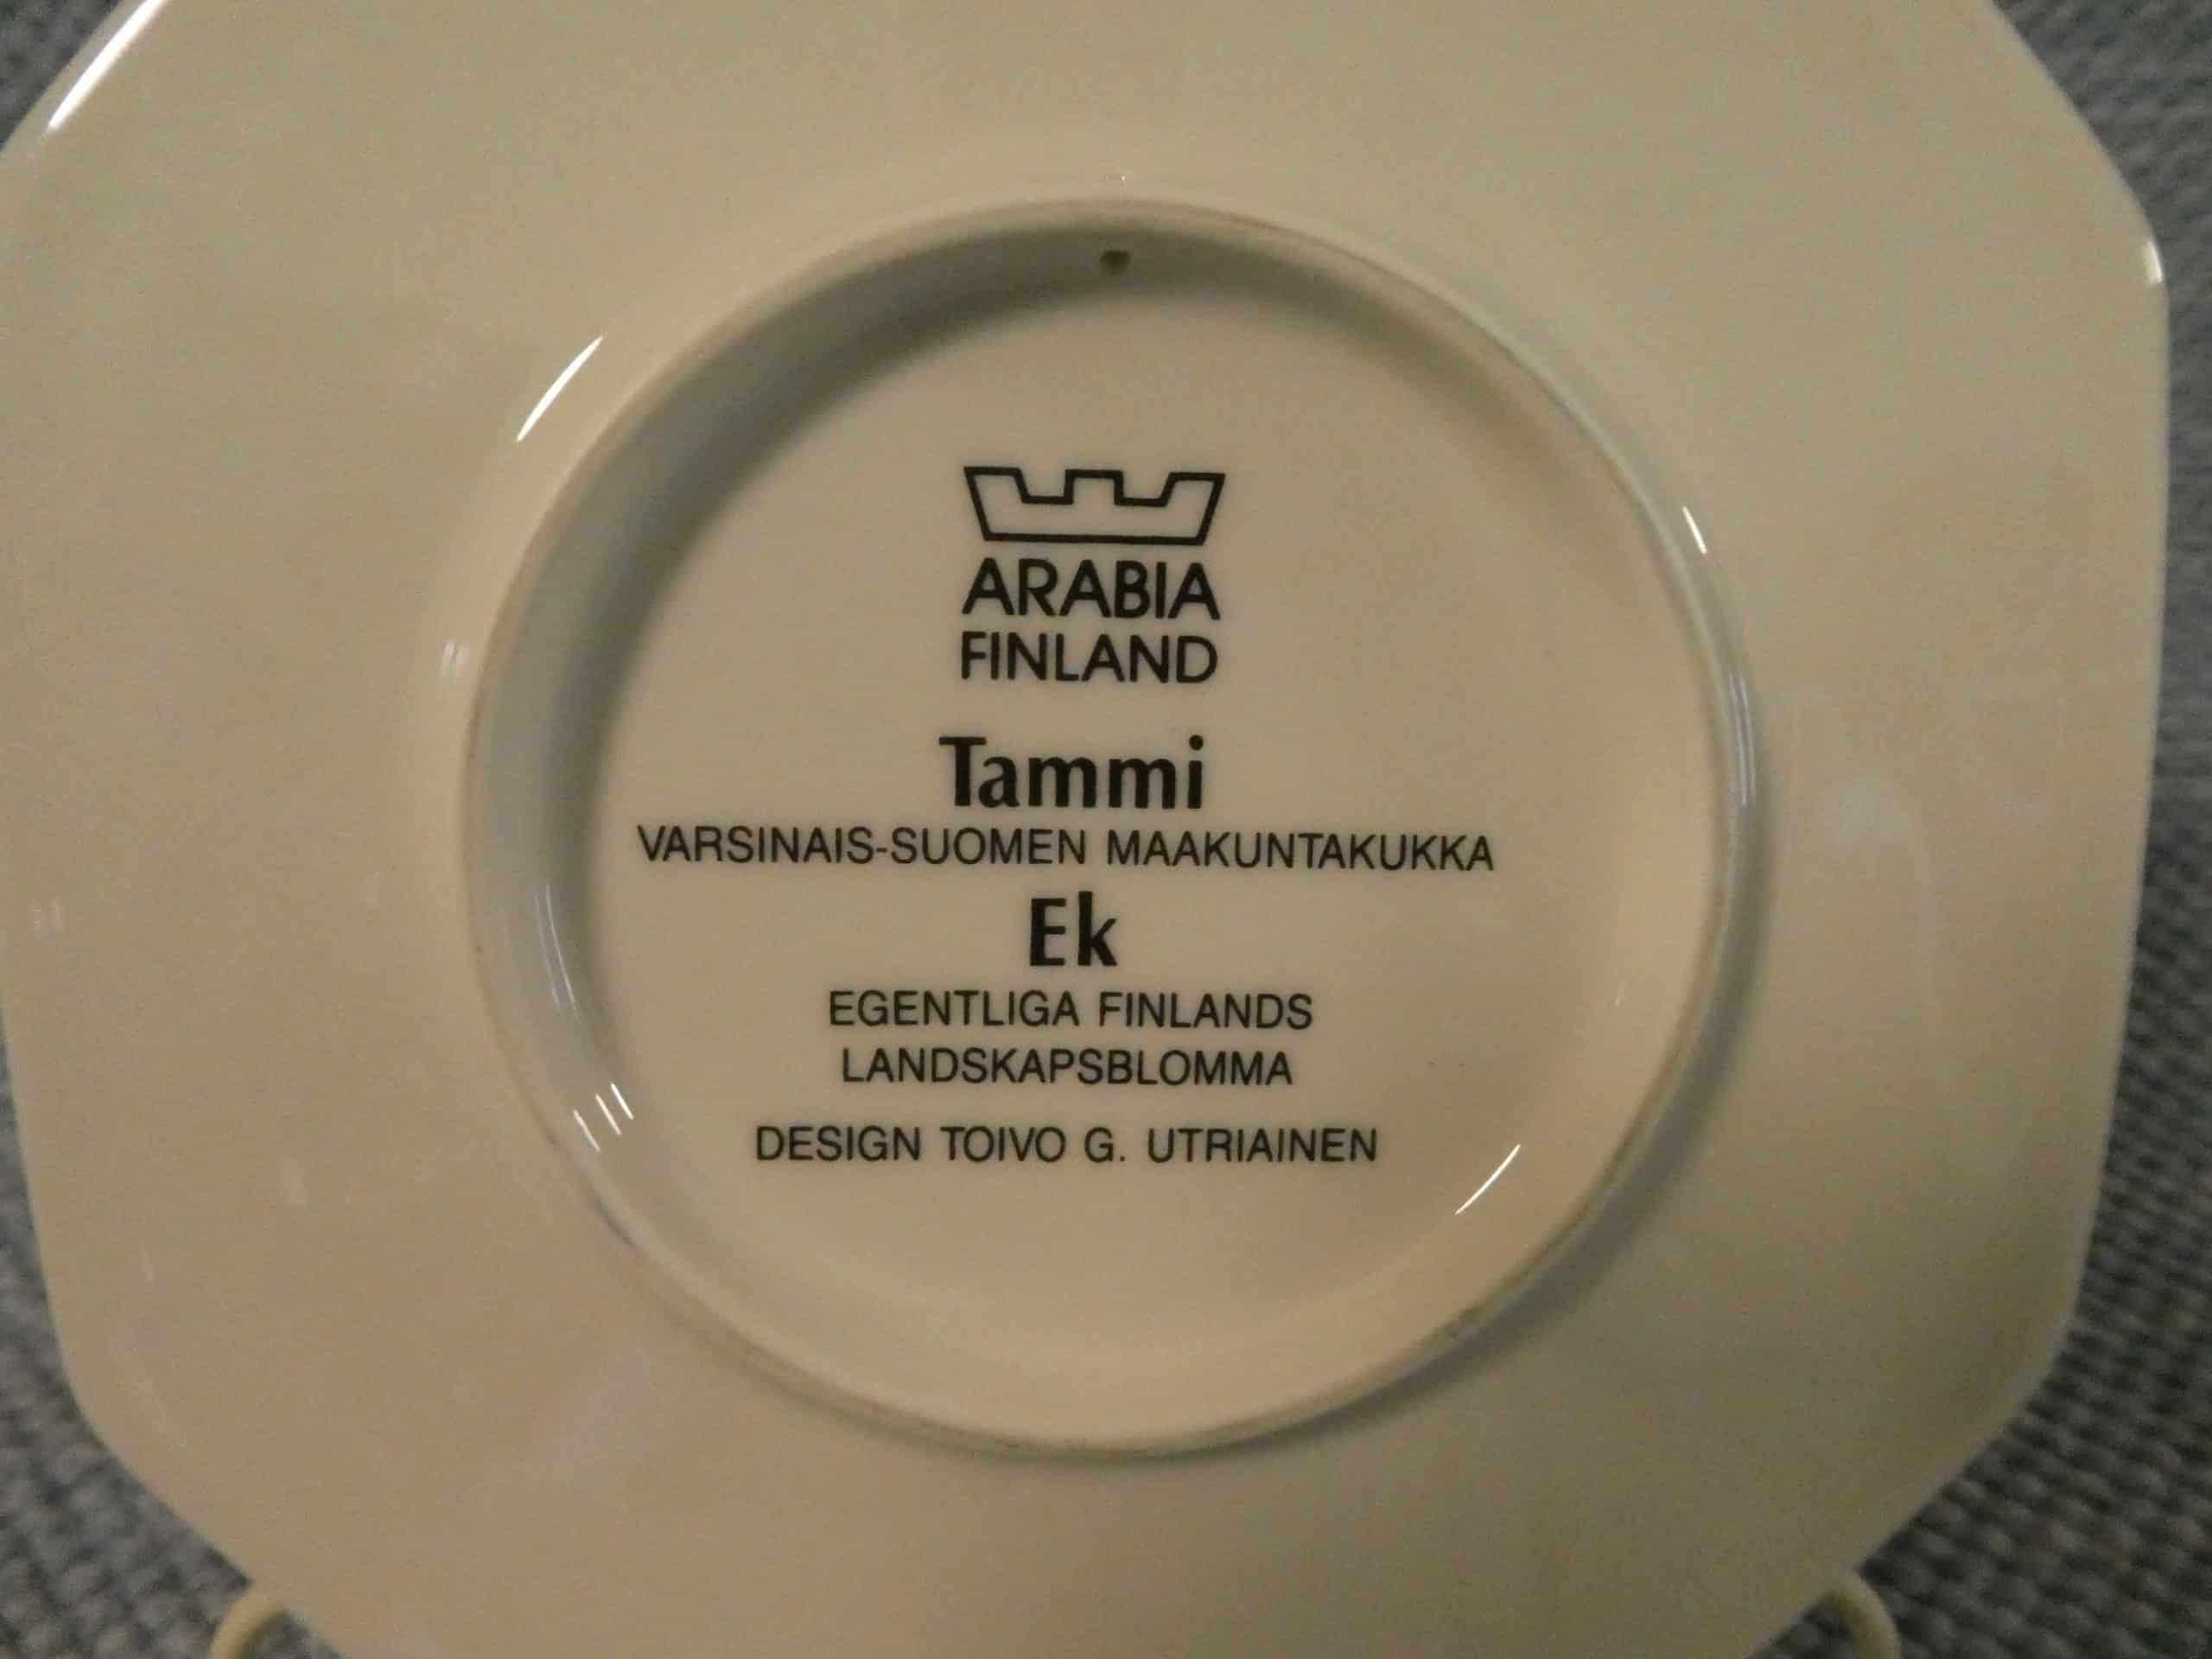 ARABIA
FINLAND
Tammi
VARSINAIS-SUOMEN MAAKUNTAKUKKA
Ek
EGENTLIGA FINLANDS
LANDSKAPSBLOMMA
DESIGN TOIVO G. UTRIAINEN